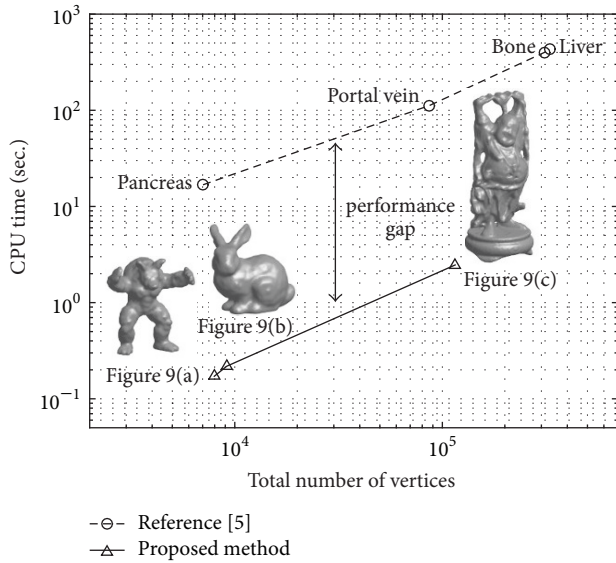 10³
10²
10¹
10⁰
10⁻¹
CPU time (sec.)
Bone
Liver
Portal vein
Pancreas
performance
gap
Figure 9(c)
Figure 9(b)
Figure 9(a)
10⁴
10⁵
Total number of vertices
Reference [5]
Proposed method